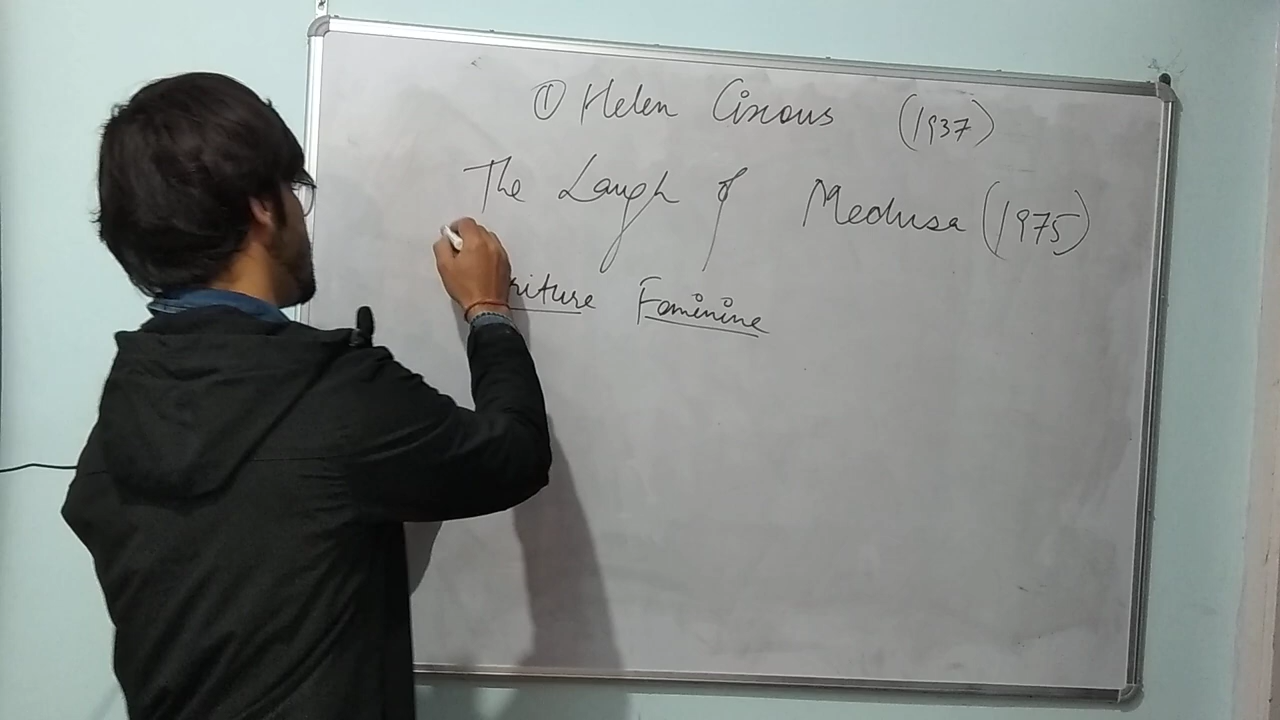 ① Helen Cixous (1937)
The Laugh of Medusa (1975)
riture Feminine